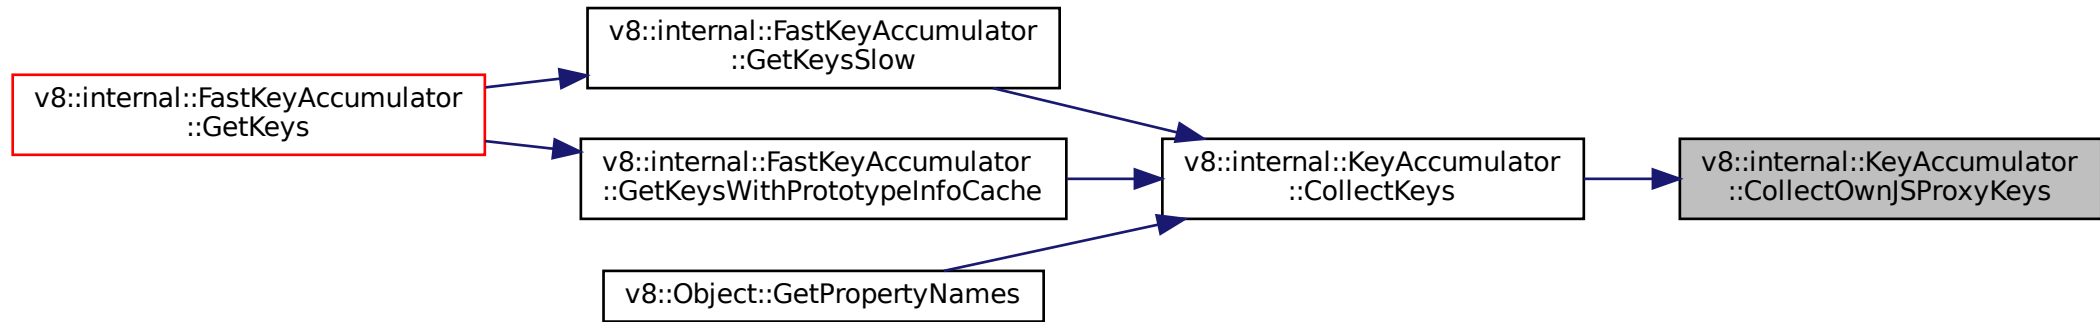 v8::internal::FastKeyAccumulator
::GetKeys
v8::internal::FastKeyAccumulator
::GetKeysSlow
v8::internal::FastKeyAccumulator
::GetKeysWithPrototypeInfoCache
v8::Object::GetPropertyNames
v8::internal::KeyAccumulator
::CollectKeys
v8::internal::KeyAccumulator
::CollectOwnJSProxyKeys